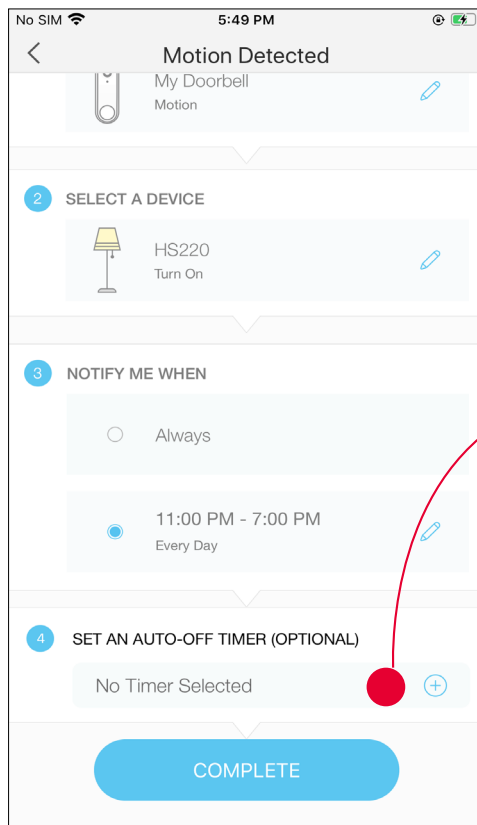 No SIM 5:49 PM
Motion Detected
My Doorbell
Motion
2 SELECT A DEVICE
HS220
Turn On
3 NOTIFY ME WHEN
Always
11:00 PM - 7:00 PM
Every Day
4 SET AN AUTO-OFF TIMER (OPTIONAL)
No Timer Selected
COMPLETE